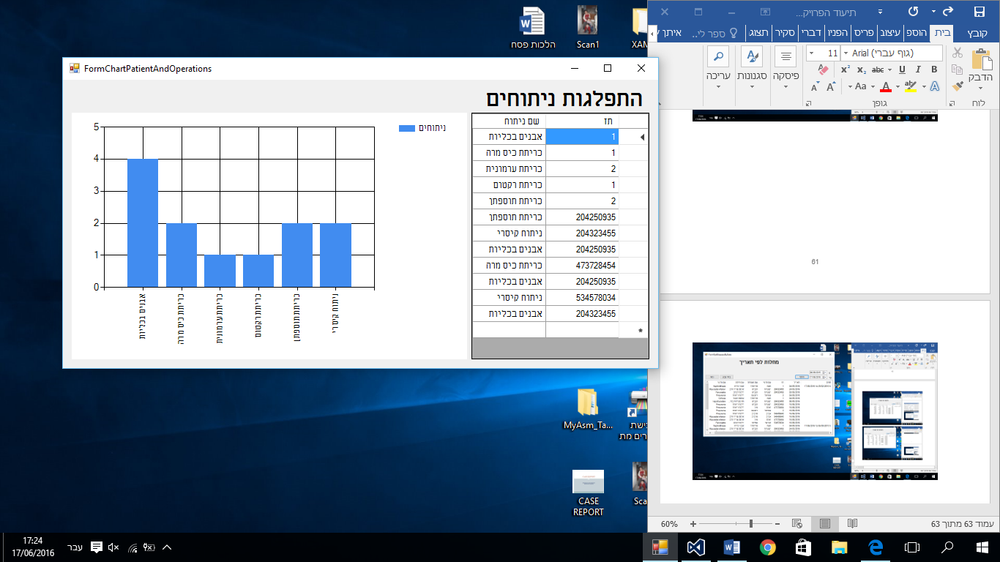 הלכות פסח
Scan1
XAM
FormChartPatientAndOperations
התפלגות ניתוחים
ניתוחים
5
4
3
2
1
0
אבנים בכליות
כריתת כיס מרה
כריתת ערמונית
כריתת רקטום
כריתת תוספתן
ניתוח קיסרי
תז שם ניתוח
1 אבנים בכליות
1 כריתת כיס מרה
2 כריתת ערמונית
1 כריתת רקטום
2 כריתת תוספתן
204250935 כריתת תוספתן
204323455 ניתוח קיסרי
204250935 אבנים בכליות
473728454 כריתת כיס מרה
204250935 אבנים בכליות
534578034 ניתוח קיסרי
204323455 אבנים בכליות
*
MyAsm_Ta...
CASE
REPORT
Sca
תיעוד הפרויק...
קובץ בית הוספ עיצוב פריס הפניו דברי סקיר תצוג ספר לי.. איתן
הדבק
לוח
Arial (גוף עברי) 11
B I U abc x₂ x²
Aa A A
גופן
פיסקה
סגנונות
עריכה
61
מחלות לפי תאריך
עמוד 63 מתוך 63
60%
17:24
17/06/2016
עבר